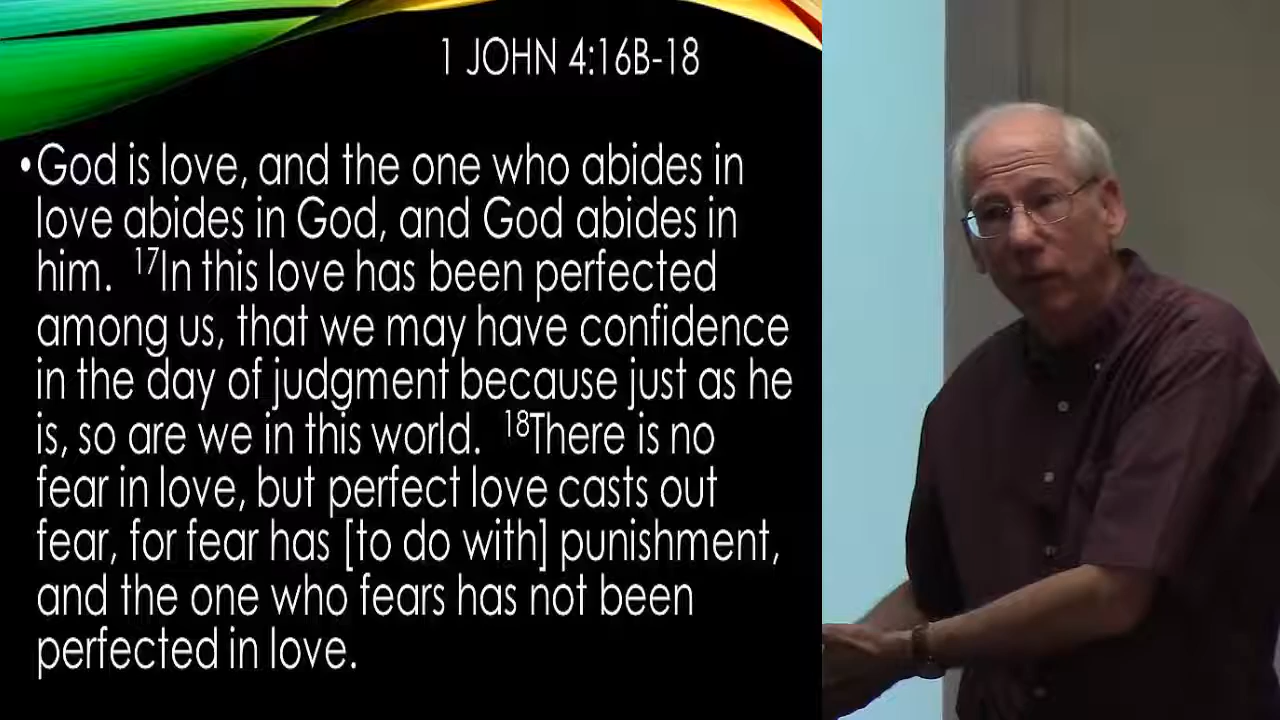 1 JOHN 4:16B-18
•God is love, and the one who abides in
love abides in God, and God abides in
him. ¹⁷In this love has been perfected
among us, that we may have confidence
in the day of judgment because just as he
is, so are we in this world. ¹⁸There is no
fear in love, but perfect love casts out
fear, for fear has [to do with] punishment,
and the one who fears has not been
perfected in love.